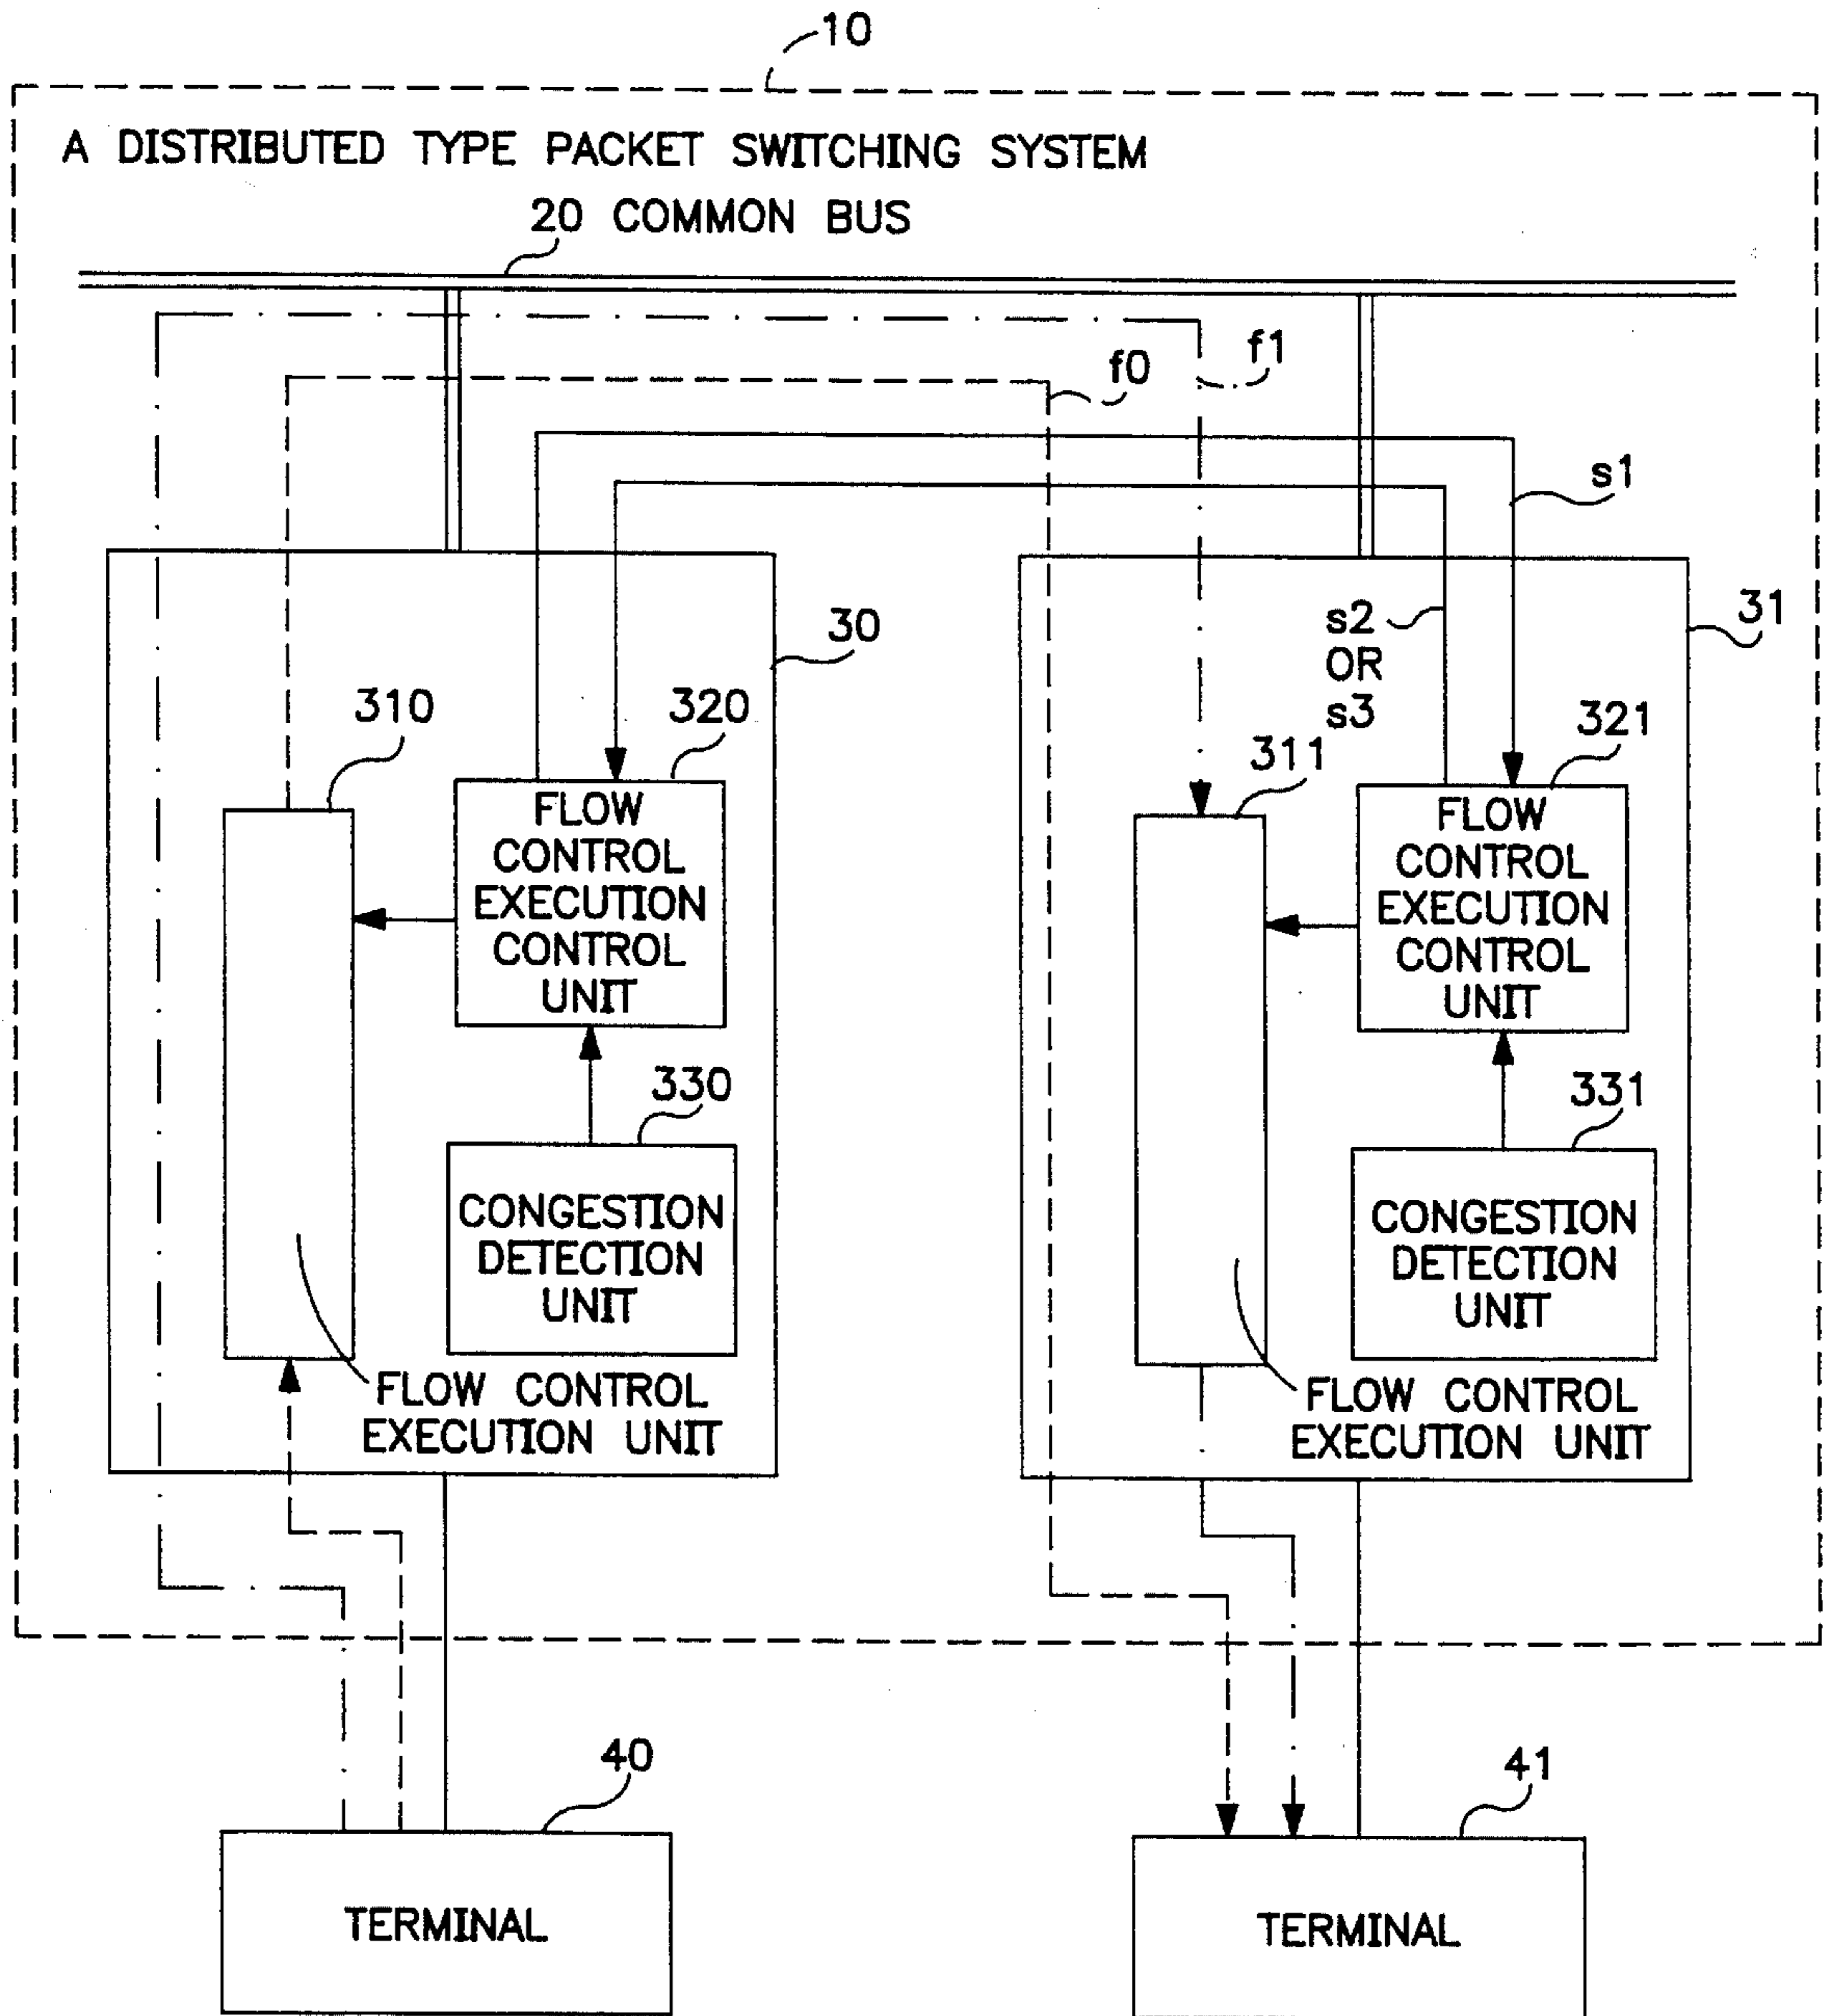 10
A DISTRIBUTED TYPE PACKET SWITCHING SYSTEM
20 COMMON BUS
f0
f1
s1
30
s2
OR
s3
31
310
320
311
321
FLOW
CONTROL
EXECUTION
CONTROL
UNIT
FLOW
CONTROL
EXECUTION
CONTROL
UNIT
330
331
CONGESTION
DETECTION
UNIT
CONGESTION
DETECTION
UNIT
FLOW CONTROL
EXECUTION UNIT
FLOW CONTROL
EXECUTION UNIT
40
41
TERMINAL
TERMINAL